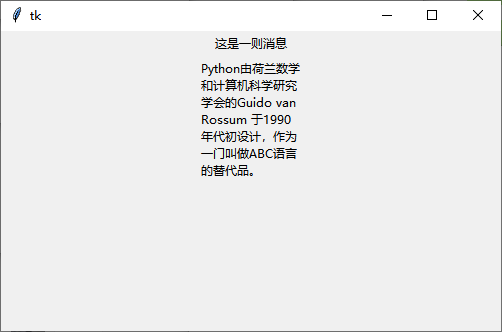 tk
这是一则消息
Python由荷兰数学
和计算机科学研究
学会的Guido van
Rossum 于1990
年代初设计，作为
一门叫做ABC语言
的替代品。